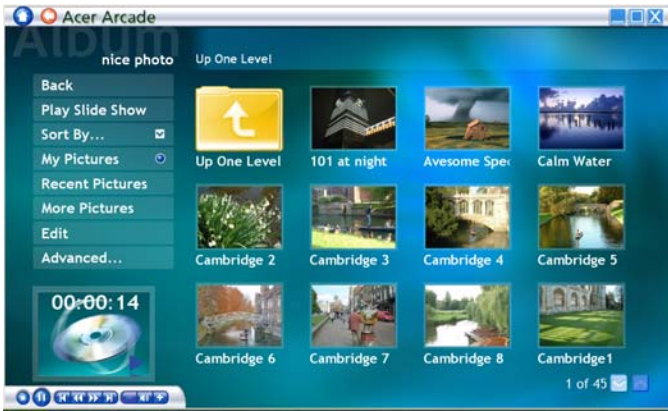 Acer Arcade
Album
nice photo
Up One Level
Back
Play Slide Show
Sort By...
My Pictures
Recent Pictures
More Pictures
Edit
Advanced...
00:00:14
Up One Level
101 at night
Avesome Spec
Calm Water
Cambridge 2
Cambridge 3
Cambridge 4
Cambridge 5
Cambridge 6
Cambridge 7
Cambridge 8
Cambridge1
1 of 45